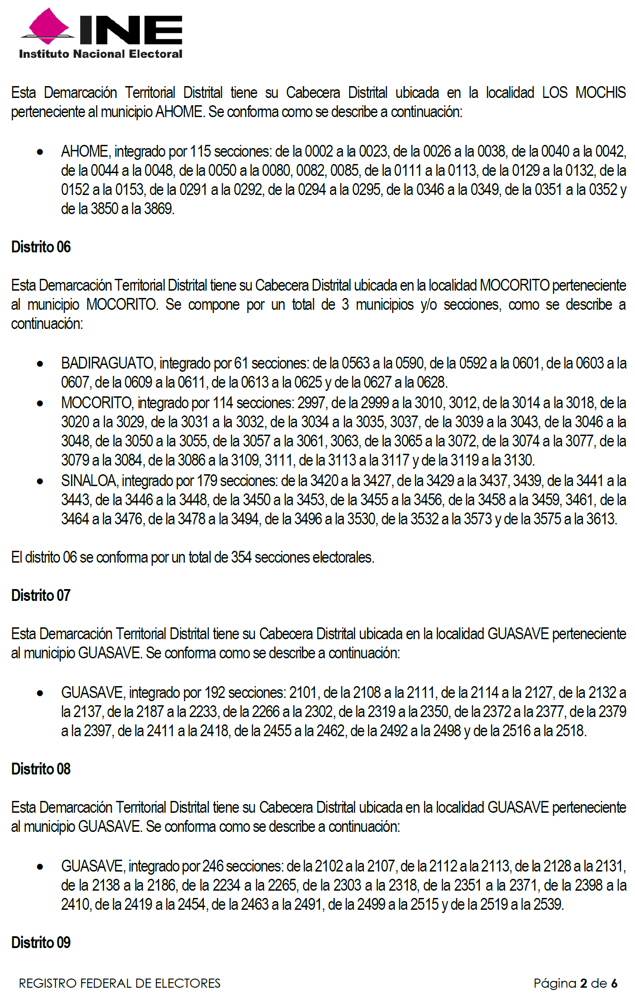 INE
Instituto Nacional Electoral
Esta Demarcación Territorial Distrital tiene su Cabecera Distrital ubicada en la localidad LOS MOCHIS
perteneciente al municipio AHOME. Se conforma como se describe a continuación:
• AHOME, integrado por 115 secciones: de la 0002 a la 0023, de la 0026 a la 0038, de la 0040 a la 0042,
de la 0044 a la 0048, de la 0050 a la 0080, 0082, 0085, de la 0111 a la 0113, de la 0129 a la 0132, de la
0152 a la 0153, de la 0291 a la 0292, de la 0294 a la 0295, de la 0346 a la 0349, de la 0351 a la 0352 y
de la 3850 a la 3869.
Distrito 06
Esta Demarcación Territorial Distrital tiene su Cabecera Distrital ubicada en la localidad MOCORITO perteneciente
al municipio MOCORITO. Se compone por un total de 3 municipios y/o secciones, como se describe a
continuación:
• BADIRAGUATO, integrado por 61 secciones: de la 0563 a la 0590, de la 0592 a la 0601, de la 0603 a la
0607, de la 0609 a la 0611, de la 0613 a la 0625 y de la 0627 a la 0628.
• MOCORITO, integrado por 114 secciones: 2997, de la 2999 a la 3010, 3012, de la 3014 a la 3018, de la
3020 a la 3029, de la 3031 a la 3032, de la 3034 a la 3035, 3037, de la 3039 a la 3043, de la 3046 a la
3048, de la 3050 a la 3055, de la 3057 a la 3061, 3063, de la 3065 a la 3072, de la 3074 a la 3077, de la
3079 a la 3084, de la 3086 a la 3109, 3111, de la 3113 a la 3117 y de la 3119 a la 3130.
• SINALOA, integrado por 179 secciones: de la 3420 a la 3427, de la 3429 a la 3437, 3439, de la 3441 a la
3443, de la 3446 a la 3448, de la 3450 a la 3453, de la 3455 a la 3456, de la 3458 a la 3459, 3461, de la
3464 a la 3476, de la 3478 a la 3494, de la 3496 a la 3530, de la 3532 a la 3573 y de la 3575 a la 3613.
El distrito 06 se conforma por un total de 354 secciones electorales.
Distrito 07
Esta Demarcación Territorial Distrital tiene su Cabecera Distrital ubicada en la localidad GUASAVE perteneciente
al municipio GUASAVE. Se conforma como se describe a continuación:
• GUASAVE, integrado por 192 secciones: 2101, de la 2108 a la 2111, de la 2114 a la 2127, de la 2132 a
la 2137, de la 2187 a la 2233, de la 2266 a la 2302, de la 2319 a la 2350, de la 2372 a la 2377, de la 2379
a la 2397, de la 2411 a la 2418, de la 2455 a la 2462, de la 2492 a la 2498 y de la 2516 a la 2518.
Distrito 08
Esta Demarcación Territorial Distrital tiene su Cabecera Distrital ubicada en la localidad GUASAVE perteneciente
al municipio GUASAVE. Se conforma como se describe a continuación:
• GUASAVE, integrado por 246 secciones: de la 2102 a la 2107, de la 2112 a la 2113, de la 2128 a la 2131,
de la 2138 a la 2186, de la 2234 a la 2265, de la 2303 a la 2318, de la 2351 a la 2371, de la 2398 a la
2410, de la 2419 a la 2454, de la 2463 a la 2491, de la 2499 a la 2515 y de la 2519 a la 2539.
Distrito 09
REGISTRO FEDERAL DE ELECTORES
Página 2 de 6